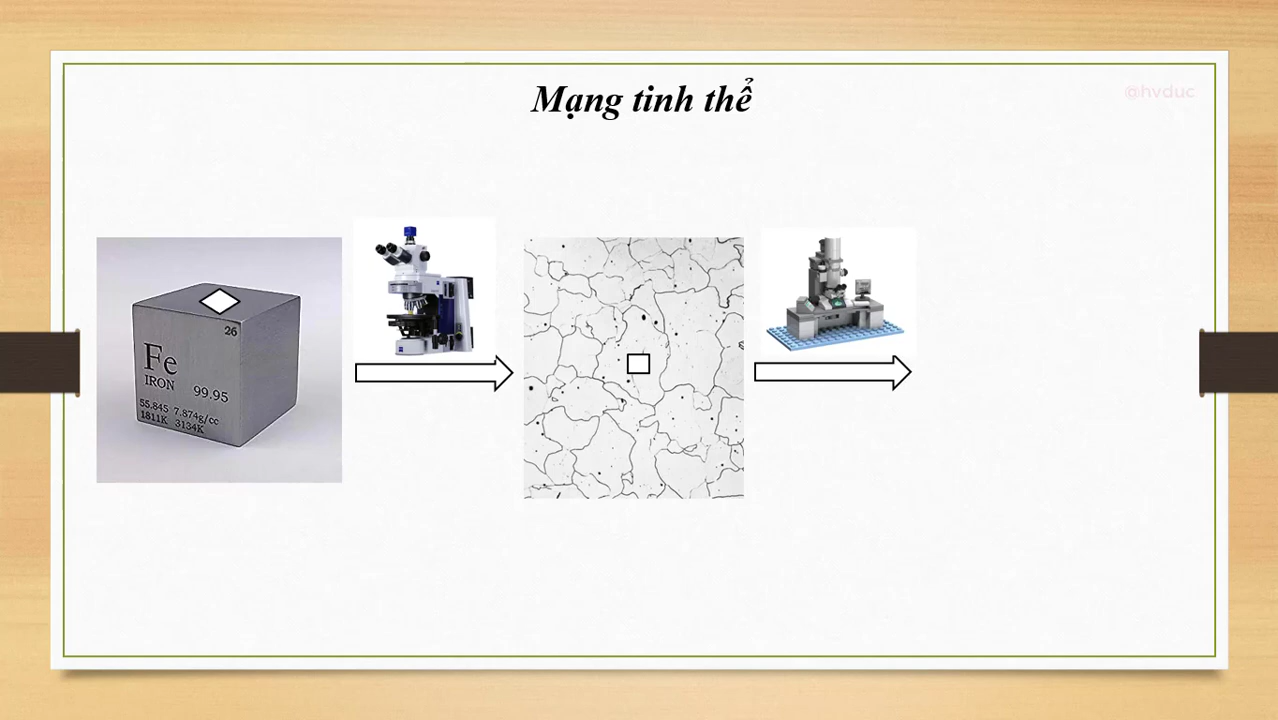 Mạng tinh thể
@hvduc
26
Fe
IRON 99.95
55.845 7.874g/cc
1811K 3134K